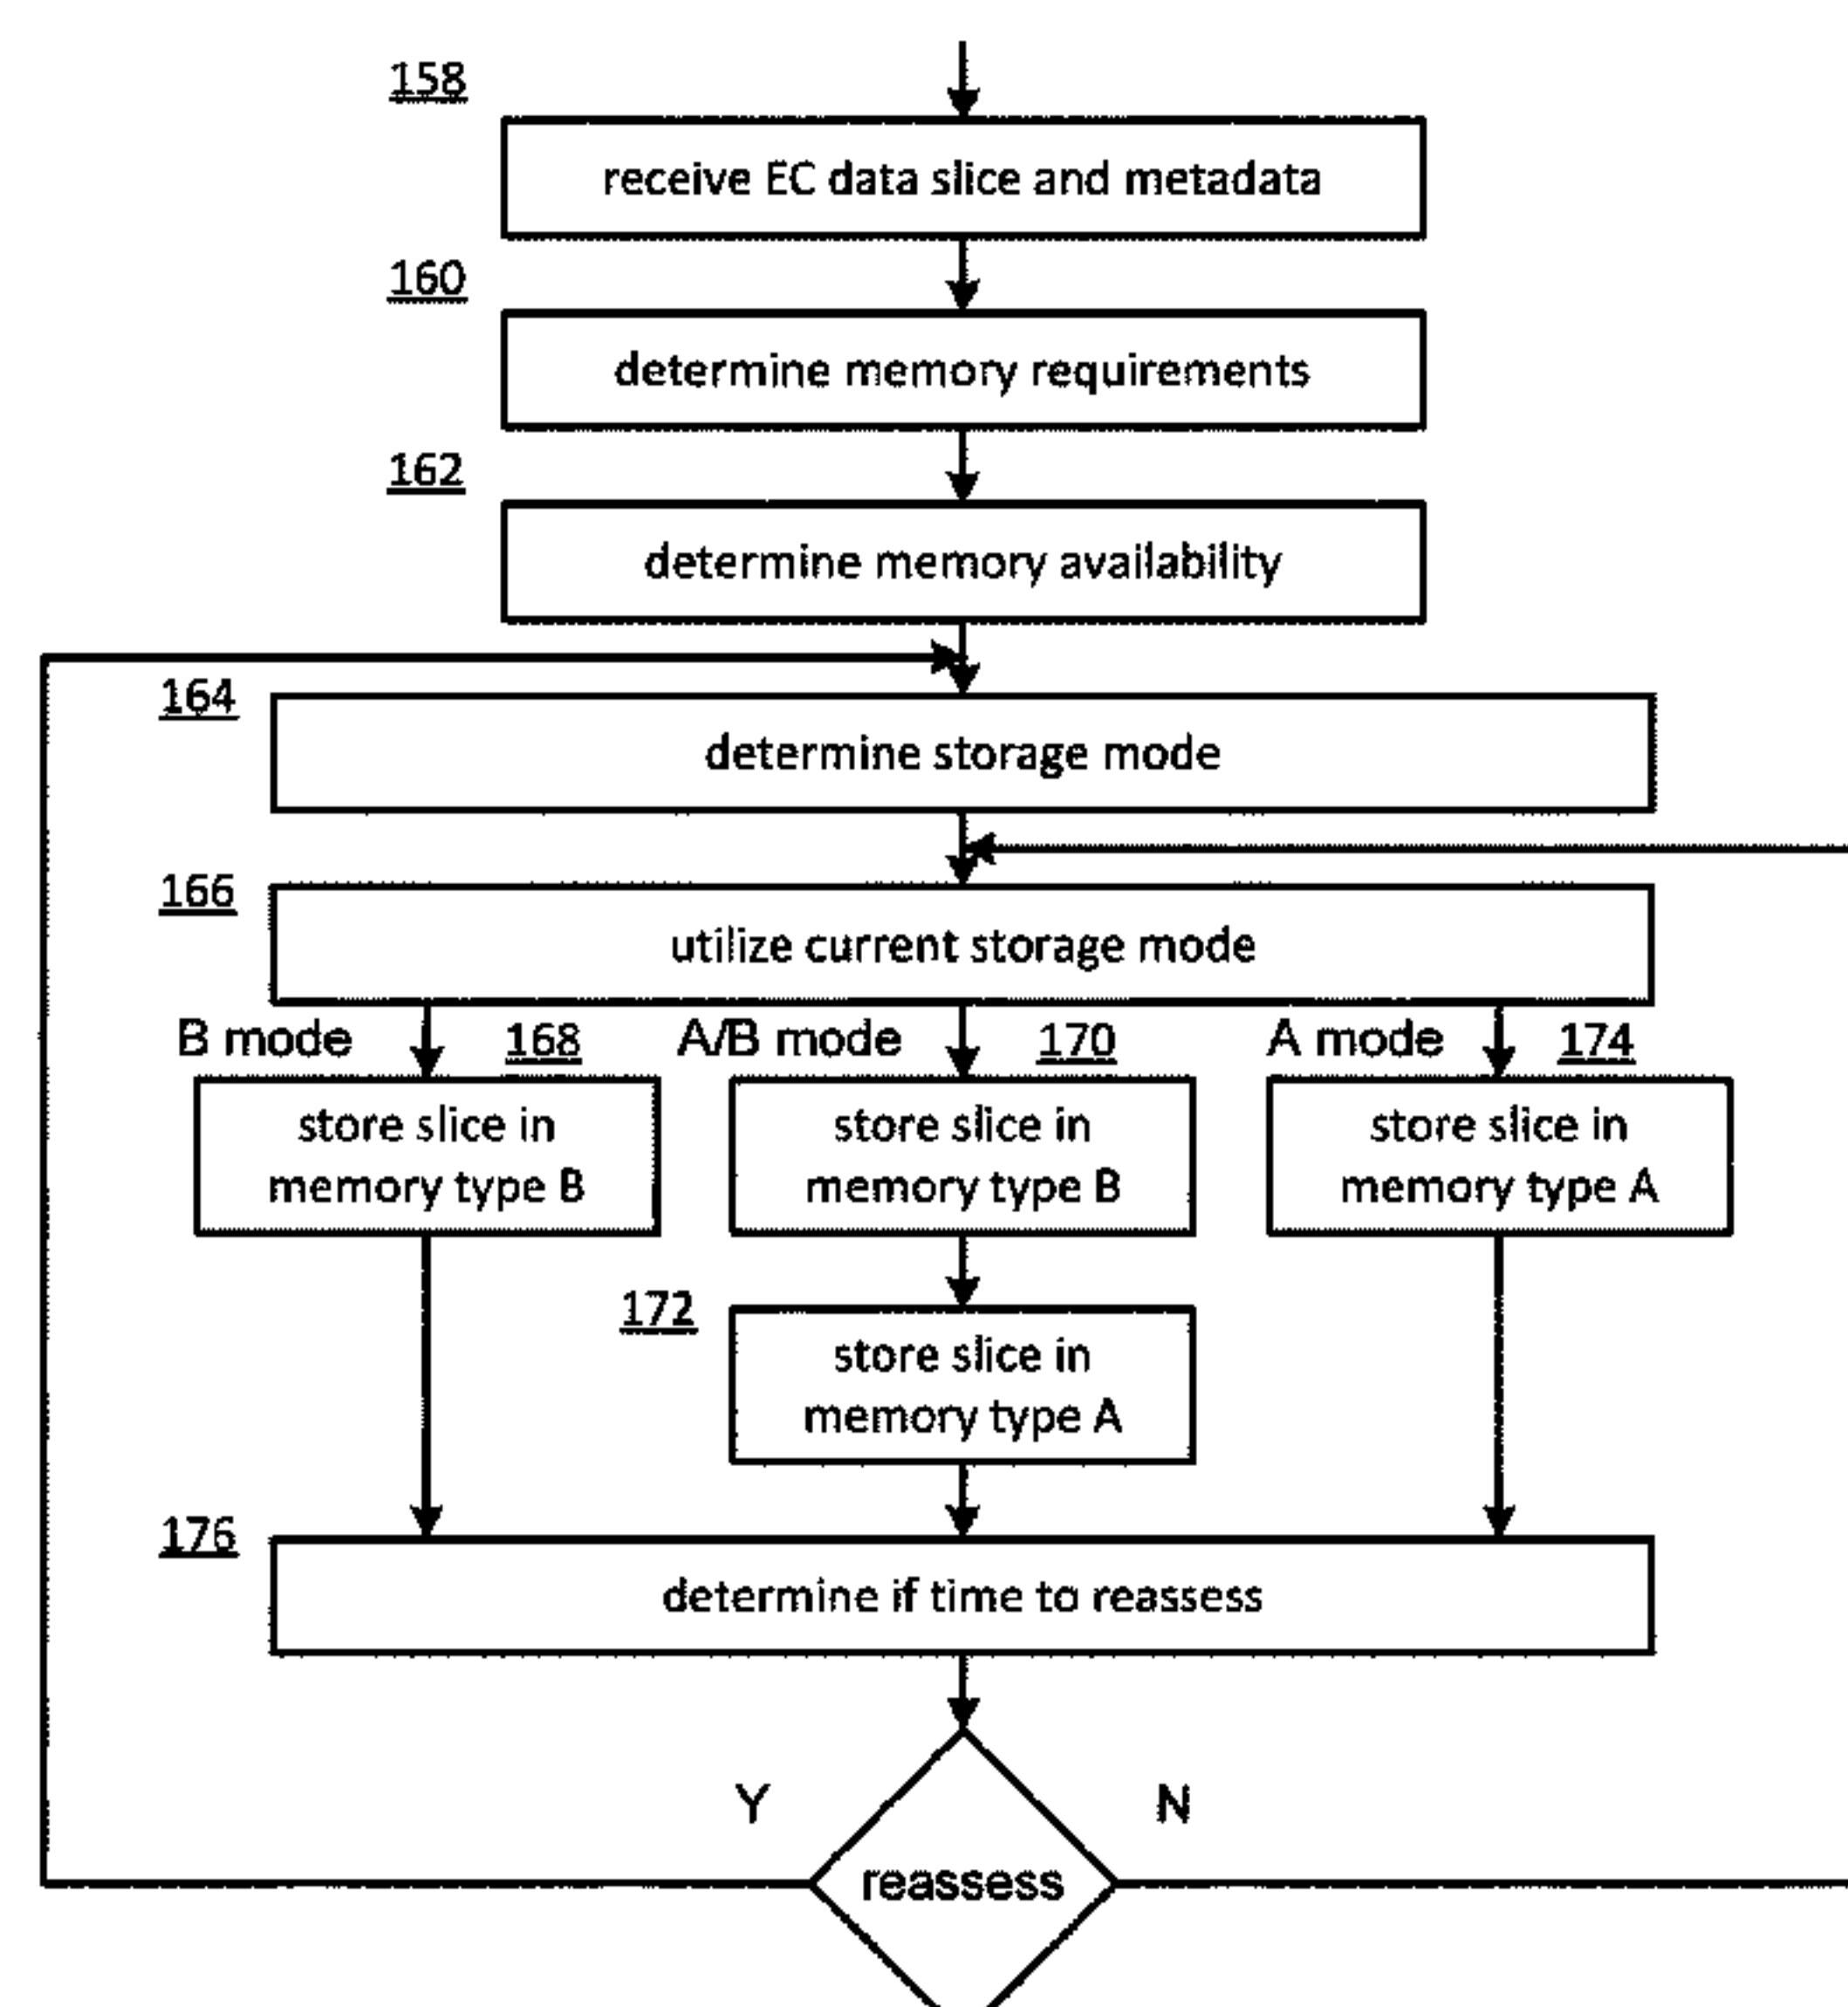 158
receive EC data slice and metadata
160
determine memory requirements
162
determine memory availability
164
determine storage mode
166
utilize current storage mode
B mode 168 A/B mode 170 A mode 174
store slice in
memory type B
store slice in
memory type B
store slice in
memory type A
172
store slice in
memory type A
176
determine if time to reassess
Y N
reassess